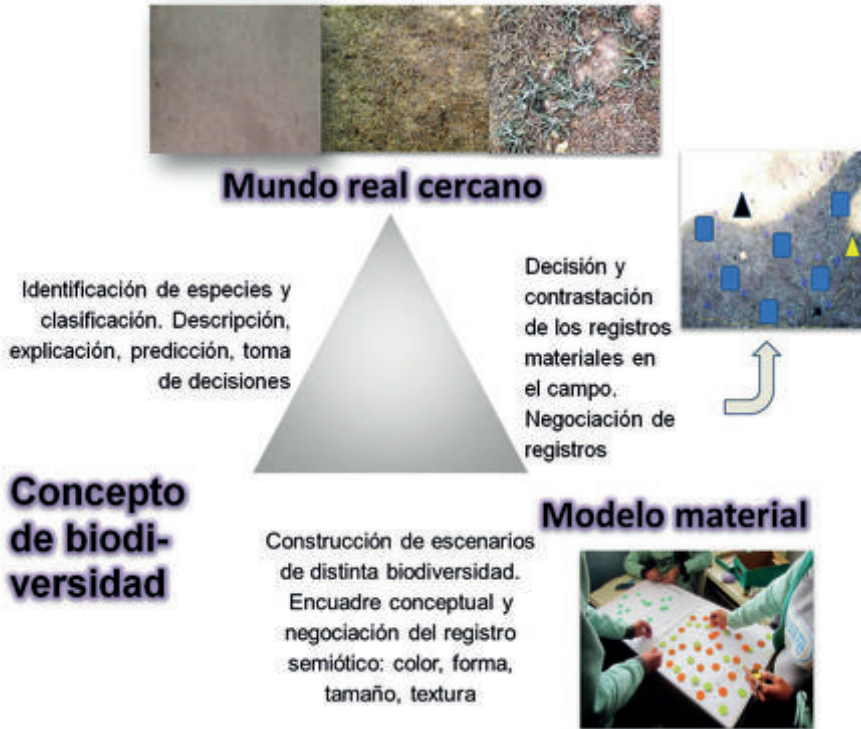 Mundo real cercano
Identificación de especies y
clasificación. Descripción,
explicación, predicción, toma
de decisiones
Decisión y
contrastación
de los registros
materiales en
el campo.
Negociación de
registros
Concepto
de biodi-
versidad
Modelo material
Construcción de escenarios
de distinta biodiversidad.
Encuadre conceptual y
negociación del registro
semiótico: color, forma,
tamaño, textura